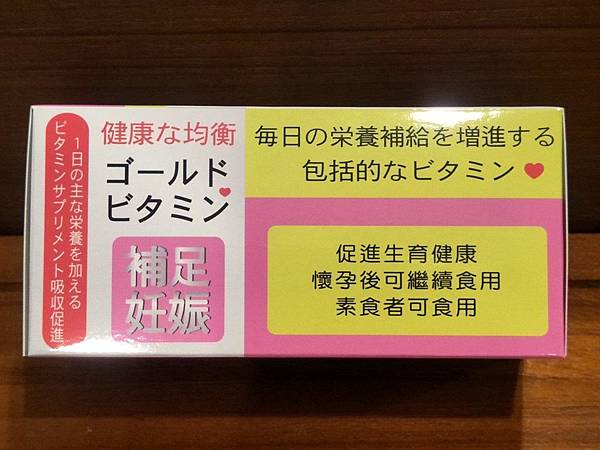 1日の主な栄養を加える
ビタミンサプリメント吸収促進
健康な均衡
ゴールド
ビタミン
補足
妊娠
毎日の栄養補給を増進する
包括的なビタミン
促進生育健康
懷孕後可繼續食用
素食者可食用